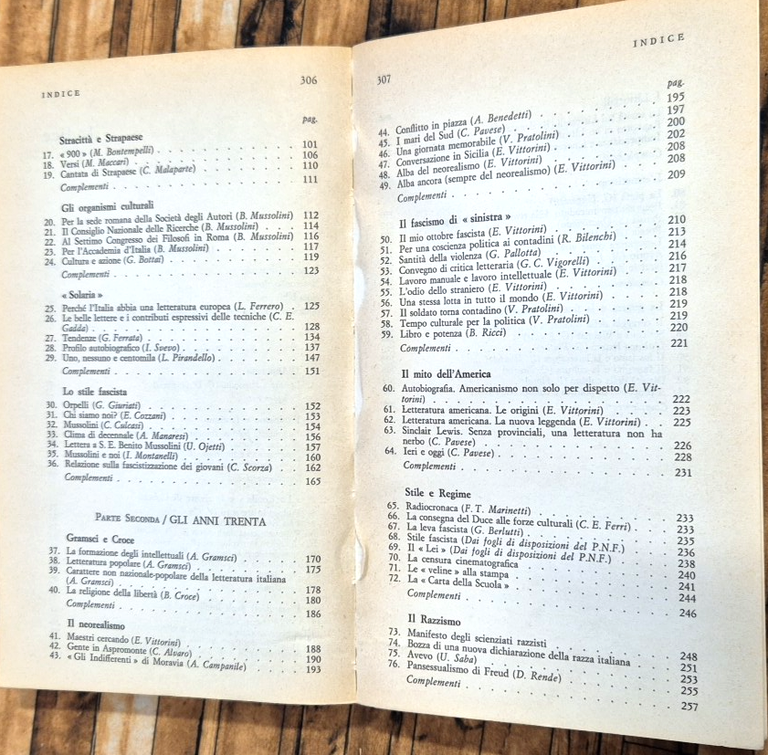 INDICE 306
pag.
Stracittà e Strapaese
17. « 900 » (M. Bontempelli) . . . . . . . . . 101
18. Versi (M. Maccari) . . . . . . . . . 106
19. Cantata di Strapaese (C. Malaparte) . . . . . . . . . 110
Complementi . . . . . . . . . 111
Gli organismi culturali
20. Per la sede romana della Società degli Autori (B. Mussolini) 112
21. Il Consiglio Nazionale delle Ricerche (B. Mussolini) . . 114
22. Al Settimo Congresso dei Filosofi in Roma (B. Mussolini) 116
23. Per l'Accademia d'Italia (B. Mussolini) . . . . . . 117
24. Cultura e azione (G. Bottai) . . . . . . . . . 119
Complementi . . . . . . . . . 123
« Solaria »
25. Perché l'Italia abbia una letteratura europea (L. Ferrero) . 125
26. Le belle lettere e i contributi espressivi delle tecniche (C. E.
Gadda) . . . . . . . . . 128
27. Tendenze (G. Ferrata) . . . . . . . . . 134
28. Profilo autobiografico (I. Svevo) . . . . . . . . . 137
29. Uno, nessuno e centomila (L. Pirandello) . . . . . . 147
Complementi . . . . . . . . . 151
Lo stile fascista
30. Orpelli (G. Giuriati) . . . . . . . . . 152
31. Chi siamo noi? (E. Cozzani) . . . . . . . . . 153
32. Mussolini (C. Culcasi) . . . . . . . . . 154
33. Clima di decennale (A. Manaresi) . . . . . . . . . 156
34. Lettera a S. E. Benito Mussolini (U. Ojetti) . . . . 157
35. Mussolini e noi (I. Montanelli) . . . . . . . . . 160
36. Relazione sulla fascistizzazione dei giovani (C. Scorza) . . 162
Complementi . . . . . . . . . 165
PARTE SECONDA / GLI ANNI TRENTA
Gramsci e Croce
37. La formazione degli intellettuali (A. Gramsci) . . . . 170
38. Letteratura popolare (A. Gramsci) . . . . . . 175
39. Carattere non nazionale-popolare della letteratura italiana
(A. Gramsci) . . . . . . . . . 178
40. La religione della libertà (B. Croce) . . . . . . 180
Complementi . . . . . . . . . 186
Il neorealismo
41. Maestri cercando (E. Vittorini) . . . . . . 188
42. Gente in Aspromonte (C. Alvaro) . . . . . . 190
43. « Gli Indifferenti » di Moravia (A. Campanile) . . . 193
307 INDICE
pag.
44. Conflitto in piazza (A. Benedetti) . . . . . . 195
45. I mari del Sud (C. Pavese) . . . . . . 197
46. Una giornata memorabile (V. Pratolini) . . . . . . 200
47. Conversazione in Sicilia (E. Vittorini) . . . . . . 202
48. Alba del neorealismo (E. Vittorini) . . . . . . 208
49. Alba ancora (sempre del neorealismo) (E. Vittorini) . . 208
Complementi . . . . . . . . . 209
Il fascismo di « sinistra »
50. Il mio ottobre fascista (E. Vittorini) . . . . . . 210
51. Per una coscienza politica ai contadini (R. Bilenchi) . . 213
52. Santità della violenza (G. Pallotta) . . . . . . 214
53. Convegno di critica letteraria (G. C. Vigorelli) . . . 216
54. Lavoro manuale e lavoro intellettuale (E. Vittorini) . . 217
55. L'odio dello straniero (E. Vittorini) . . . . . . 218
56. Una stessa lotta in tutto il mondo (E. Vittorini) . . . 218
57. Il soldato torna contadino (V. Pratolini) . . . . . . 219
58. Tempo culturale per la politica (V. Pratolini) . . . . 219
59. Libro e potenza (B. Ricci) . . . . . . 220
Complementi . . . . . . . . . 221
Il mito dell'America
60. Autobiografia. Americanismo non solo per dispetto (E. Vit-
torini) . . . . . . . . . 222
61. Letteratura americana. Le origini (E. Vittorini) . . . 223
62. Letteratura americana. La nuova leggenda (E. Vittorini) . 225
63. Sinclair Lewis. Senza provinciali, una letteratura non ha
nerbo (C. Pavese) . . . . . . . . . 226
64. Ieri e oggi (C. Pavese) . . . . . . . . . 228
Complementi . . . . . . . . . 231
Stile e Regime
65. Radiocronaca (F. T. Marinetti) . . . . . . 233
66. La consegna del Duce alle forze culturali (C. E. Ferri) . . 233
67. La leva fascista (G. Berlutti) . . . . . . 235
68. Stile fascista (Dai fogli di disposizioni del P.N.F.) . . 236
69. Il « Lei » (Dai fogli di disposizioni del P.N.F.) . . . 238
70. La censura cinematografica . . . . . . 240
71. Le « veline » alla stampa . . . . . . 241
72. La « Carta della Scuola » . . . . . . 244
Complementi . . . . . . . . . 246
Il Razzismo
73. Manifesto degli scienziati razzisti . . . . . . 248
74. Bozza di una nuova dichiarazione della razza italiana . . 251
75. Avevo (U. Saba) . . . . . . . . . 253
76. Pansessualismo di Freud (D. Rende) . . . . . . 255
Complementi . . . . . . . . . 257